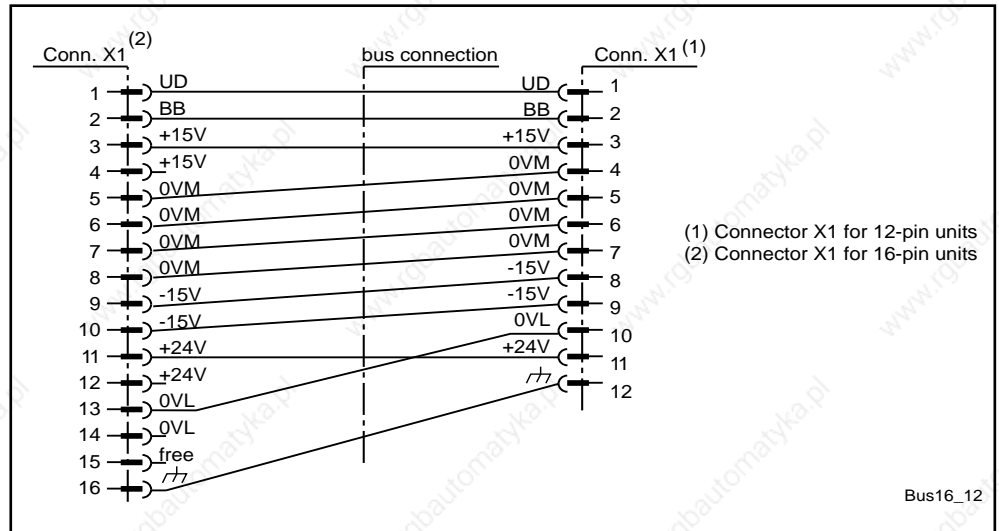 Conn. X1 (2) bus connection Conn. X1 (1)
1 UD UD 1
2 BB BB 2
3 +15V +15V 3
4 +15V 0VM 4
5 0VM 0VM 5
6 0VM 0VM 6
7 0VM 0VM 7
8 0VM -15V 8
9 -15V -15V 9
10 -15V 0VL 10
11 +24V +24V 11
12 +24V 12
13 0VL
14 0VL
15 free
16
(1) Connector X1 for 12-pin units
(2) Connector X1 for 16-pin units
Bus16_12
www.rgbautomatyka.pl